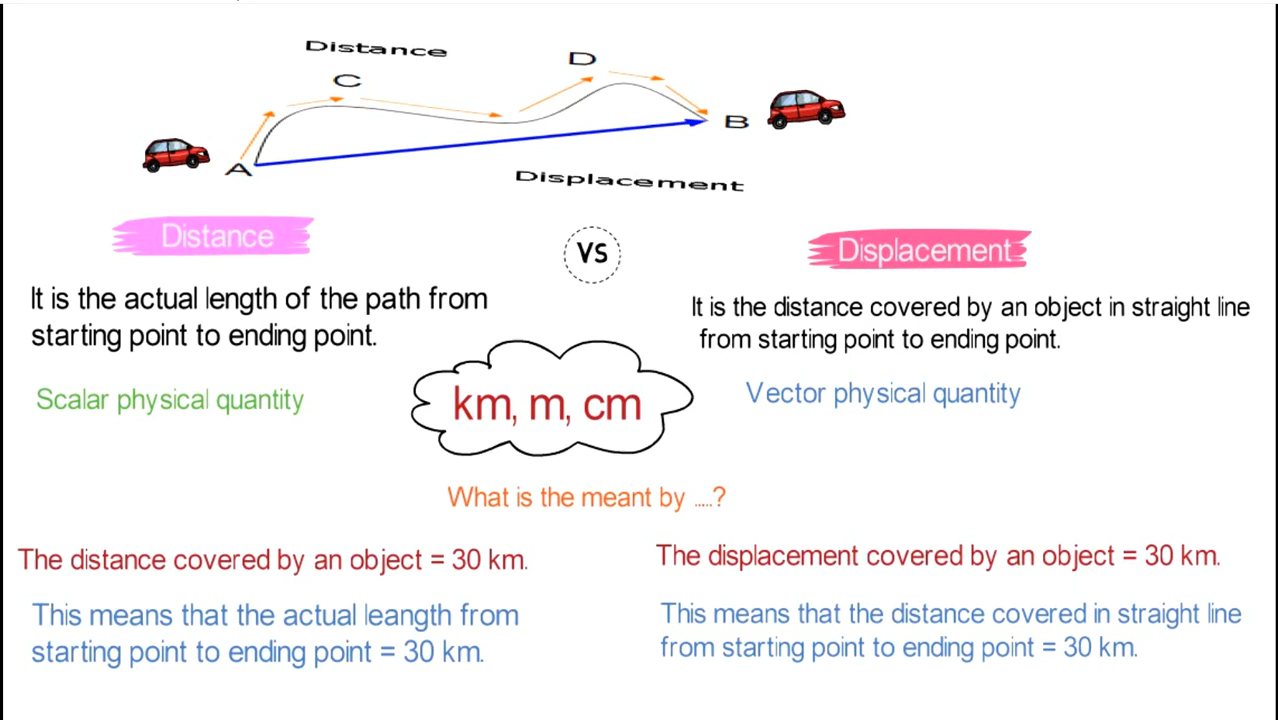 Distance
D
C
B
A
Displacement
Distance
VS
Displacement
It is the actual length of the path from
starting point to ending point.
It is the distance covered by an object in straight line
from starting point to ending point.
Scalar physical quantity
km, m, cm
Vector physical quantity
What is the meant by .....?
The distance covered by an object = 30 km.
This means that the actual leangth from
starting point to ending point = 30 km.
The displacement covered by an object = 30 km.
This means that the distance covered in straight line
from starting point to ending point = 30 km.